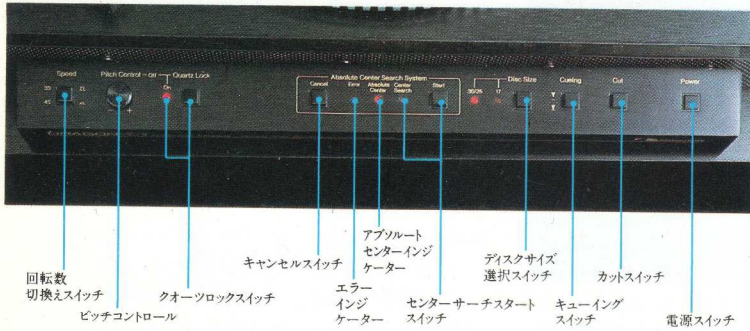 Absolute Center Search System
Speed
Pitch Control
Off
Quartz Lock
On
Cancel
Error
Absolute Center
Center Search
Start
30/25
17
Disc Size
Cueing
Cut
Power
33
45
回転数
切換えスイッチ
ピッチコントロール
クオーツロックスイッチ
キャンセルスイッチ
エラー
インジ
ケーター
アブソルート
センターインジ
ケーター
センターサーチスタート
スイッチ
ディスクサイズ
選択スイッチ
キューイング
スイッチ
カットスイッチ
電源スイッチ